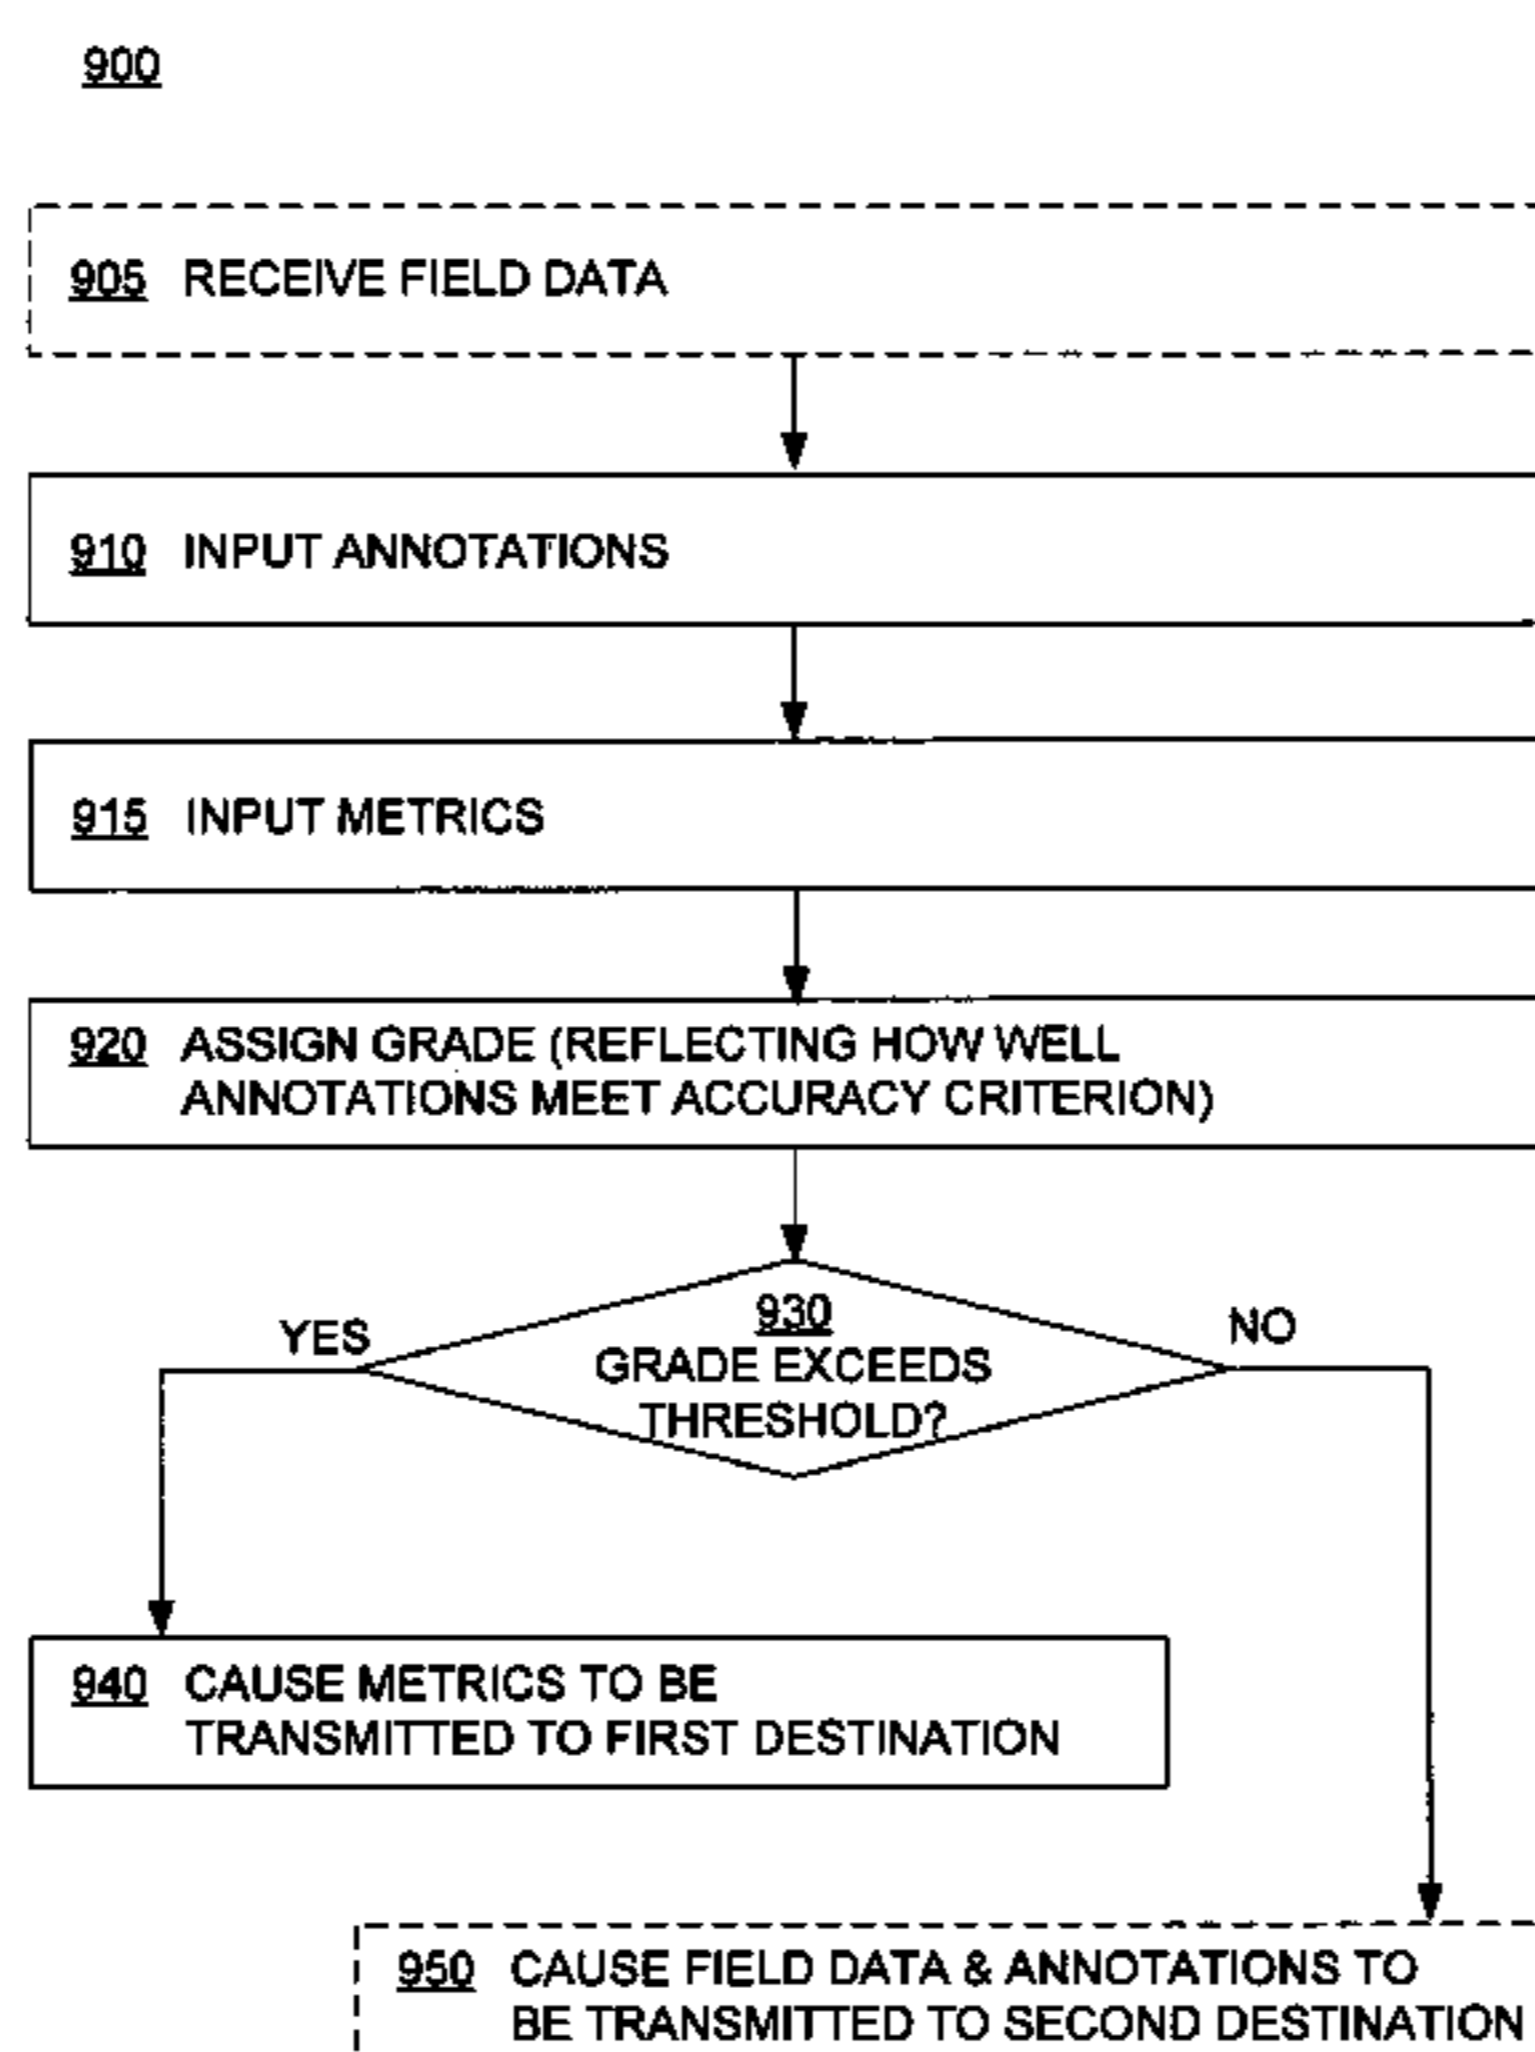 900
905 RECEIVE FIELD DATA
910 INPUT ANNOTATIONS
915 INPUT METRICS
920 ASSIGN GRADE (REFLECTING HOW WELL
ANNOTATIONS MEET ACCURACY CRITERION)
930
GRADE EXCEEDS
THRESHOLD?
YES
NO
940 CAUSE METRICS TO BE
TRANSMITTED TO FIRST DESTINATION
950 CAUSE FIELD DATA & ANNOTATIONS TO
BE TRANSMITTED TO SECOND DESTINATION